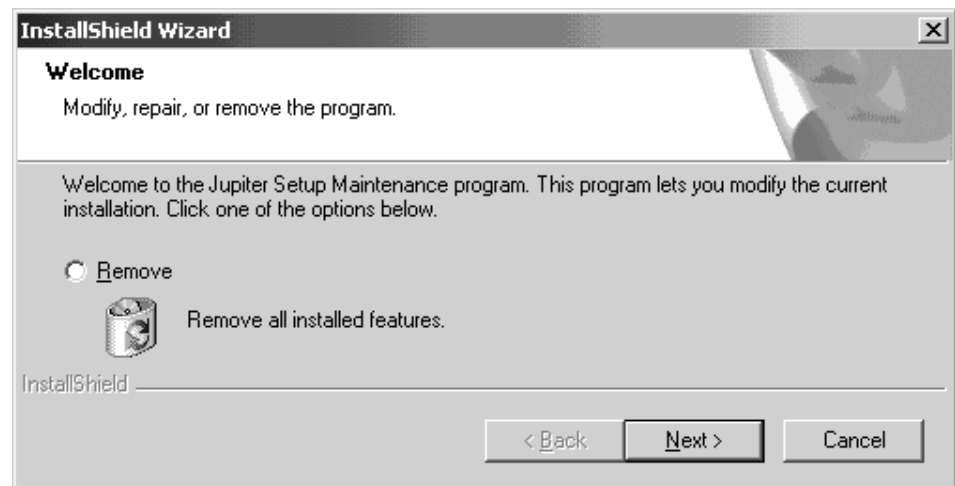 InstallShield Wizard
Welcome
Modify, repair, or remove the program.
Welcome to the Jupiter Setup Maintenance program. This program lets you modify the current
installation. Click one of the options below.
Remove
Remove all installed features.
InstallShield
< Back
Next >
Cancel